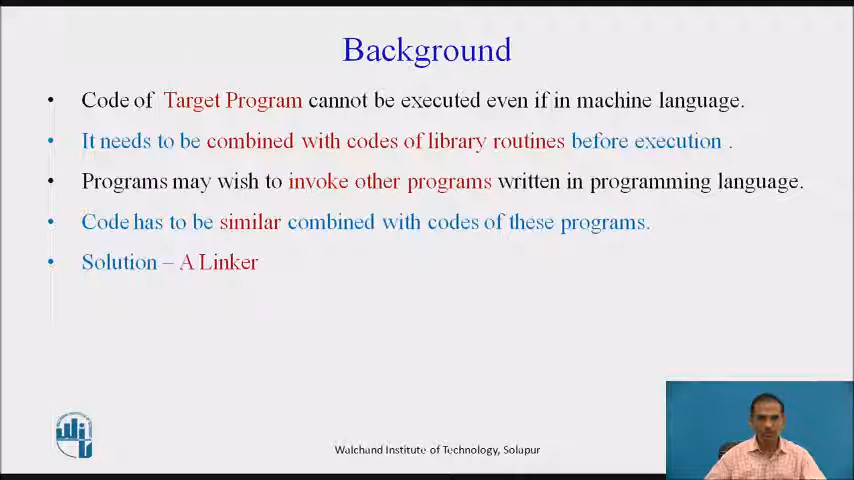 Background
• Code of Target Program cannot be executed even if in machine language.
• It needs to be combined with codes of library routines before execution .
• Programs may wish to invoke other programs written in programming language.
• Code has to be similar combined with codes of these programs.
• Solution – A Linker
Walchand Institute of Technology, Solapur